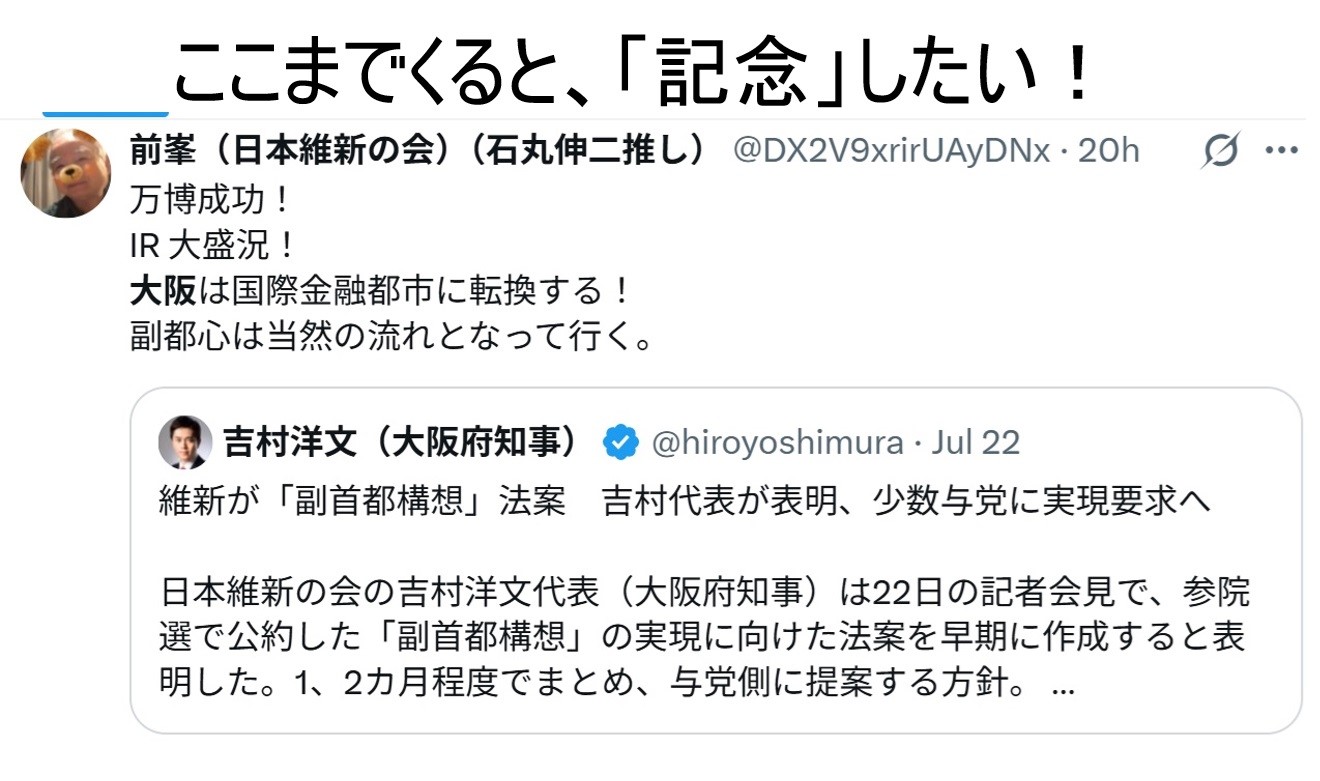 ここまでくると、「記念」したい！
前峯（日本維新の会）（石丸伸二推し） @DX2V9xrirUAyDNx · 20h
万博成功！
IR 大盛況！
大阪は国際金融都市に転換する！
副都心は当然の流れとなって行く。
吉村洋文（大阪府知事） @hiroyoshimura · Jul 22
維新が「副首都構想」法案　吉村代表が表明、少数与党に実現要求へ
日本維新の会の吉村洋文代表（大阪府知事）は22日の記者会見で、参院
選で公約した「副首都構想」の実現に向けた法案を早期に作成すると表
明した。1、2カ月程度でまとめ、与党側に提案する方針。 ...